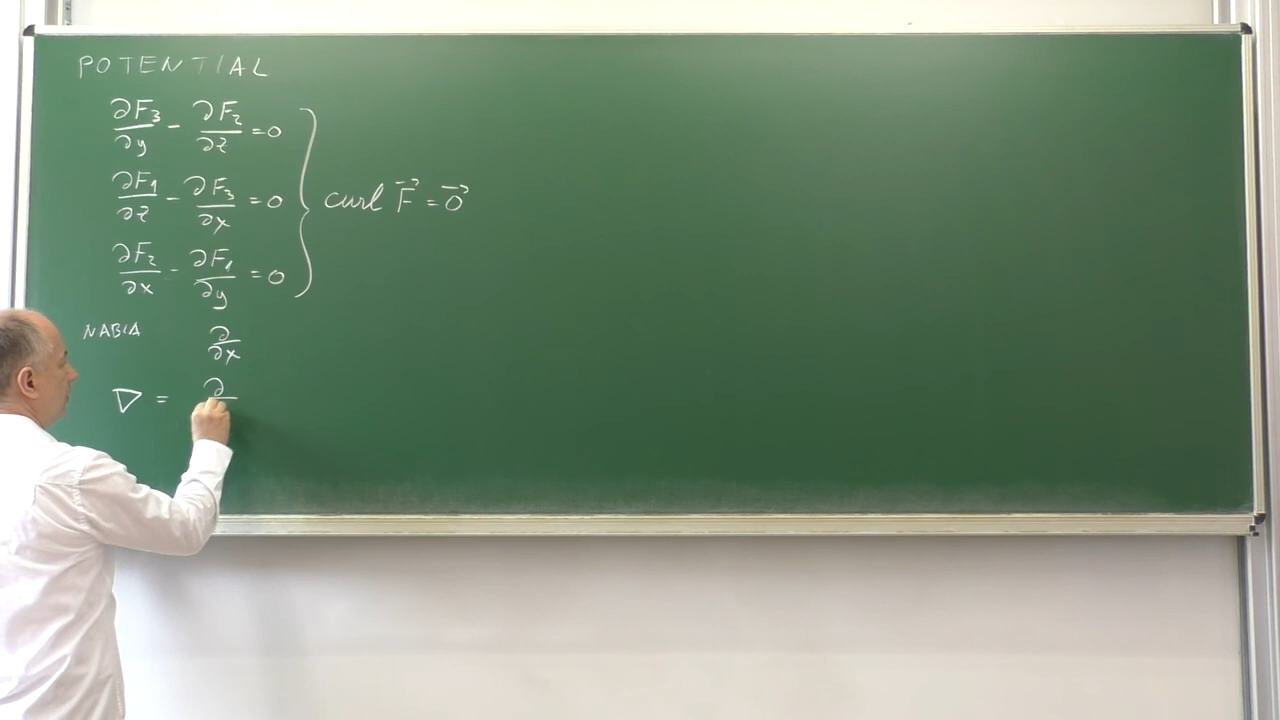 POTENTIAL
∂F₃/∂y − ∂F₂/∂z = 0
∂F₁/∂z − ∂F₃/∂x = 0
∂F₂/∂x − ∂F₁/∂y = 0
curl F⃗ = 0⃗
NABLA
∂/∂x
∇ = ∂